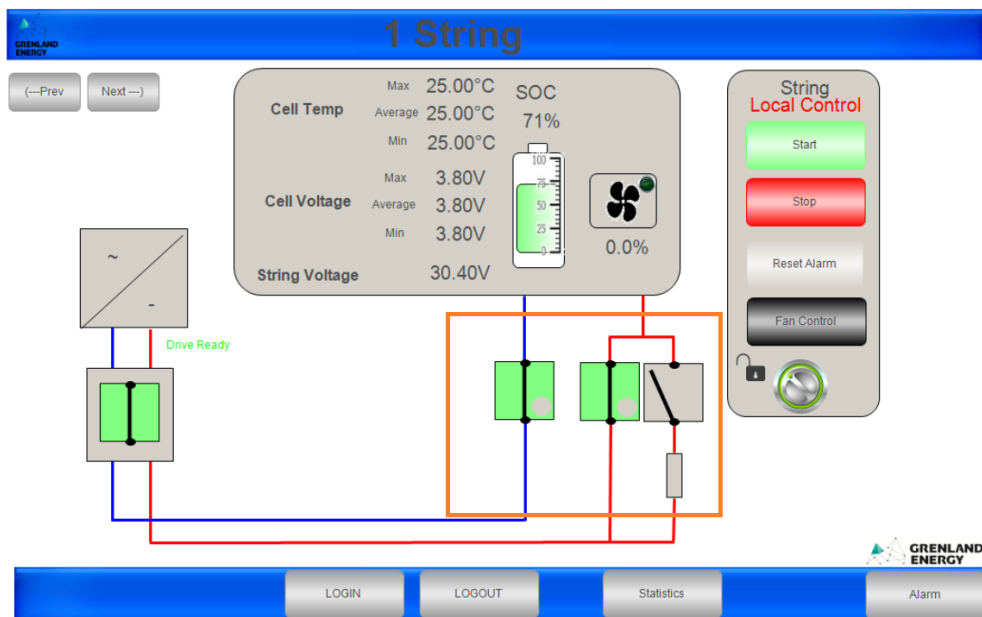 GRENLAND
ENERGY
1 String
(---Prev
Next ---)
Cell Temp
Max 25.00°C
Average 25.00°C
Min 25.00°C
Cell Voltage
Max 3.80V
Average 3.80V
Min 3.80V
String Voltage 30.40V
SOC
71%
100
75
50
25
0
0.0%
String
Local Control
Start
Stop
Reset Alarm
Fan Control
~
-
Drive Ready
GRENLAND
ENERGY
LOGIN
LOGOUT
Statistics
Alarm